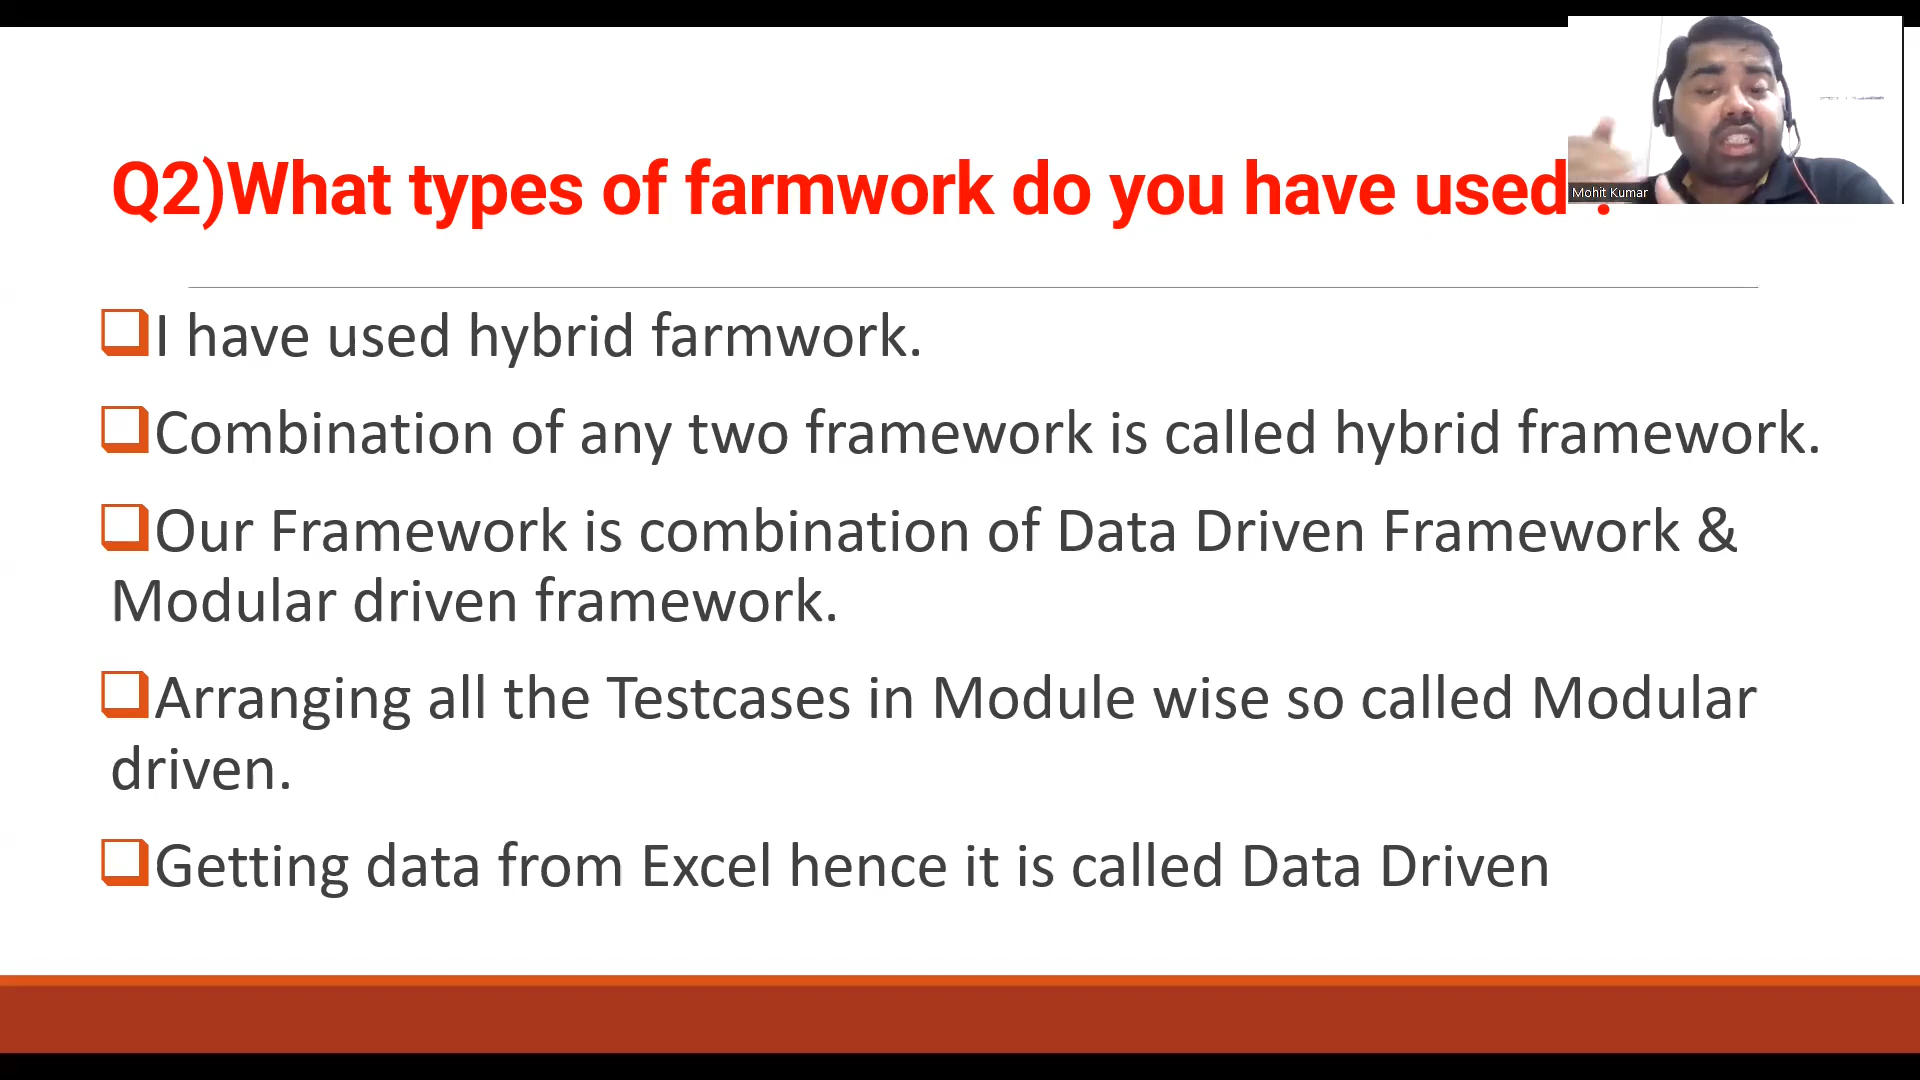 Q2)What types of farmwork do you have used ?
Mohit Kumar
I have used hybrid farmwork.
Combination of any two framework is called hybrid framework.
Our Framework is combination of Data Driven Framework &
Modular driven framework.
Arranging all the Testcases in Module wise so called Modular
driven.
Getting data from Excel hence it is called Data Driven